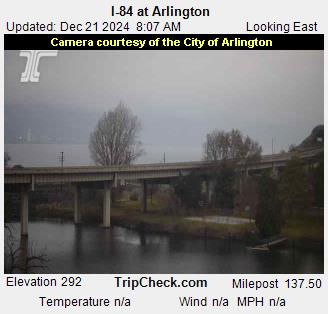 I-84 at Arlington
Updated: Dec 21 2024 8:07 AM Looking East
Camera courtesy of the City of Arlington
Elevation 292 TripCheck.com Milepost 137.50
Temperature n/a Wind n/a MPH n/a